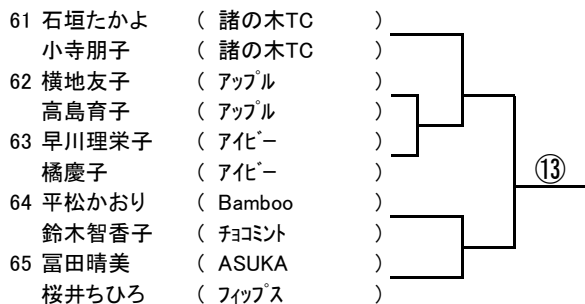 61 石垣たかよ ( 諸の木TC )
小寺朋子 ( 諸の木TC )
62 横地友子 ( ｱｯﾌﾟﾙ )
高島育子 ( ｱｯﾌﾟﾙ )
63 早川理栄子 ( ｱｲﾋﾞｰ )
橘慶子 ( ｱｲﾋﾞｰ )
⑬
64 平松かおり ( Bamboo )
鈴木智香子 ( ﾁｮｺﾐﾝﾄ )
65 冨田晴美 ( ASUKA )
桜井ちひろ ( ﾌｨｯﾌﾟｽ )